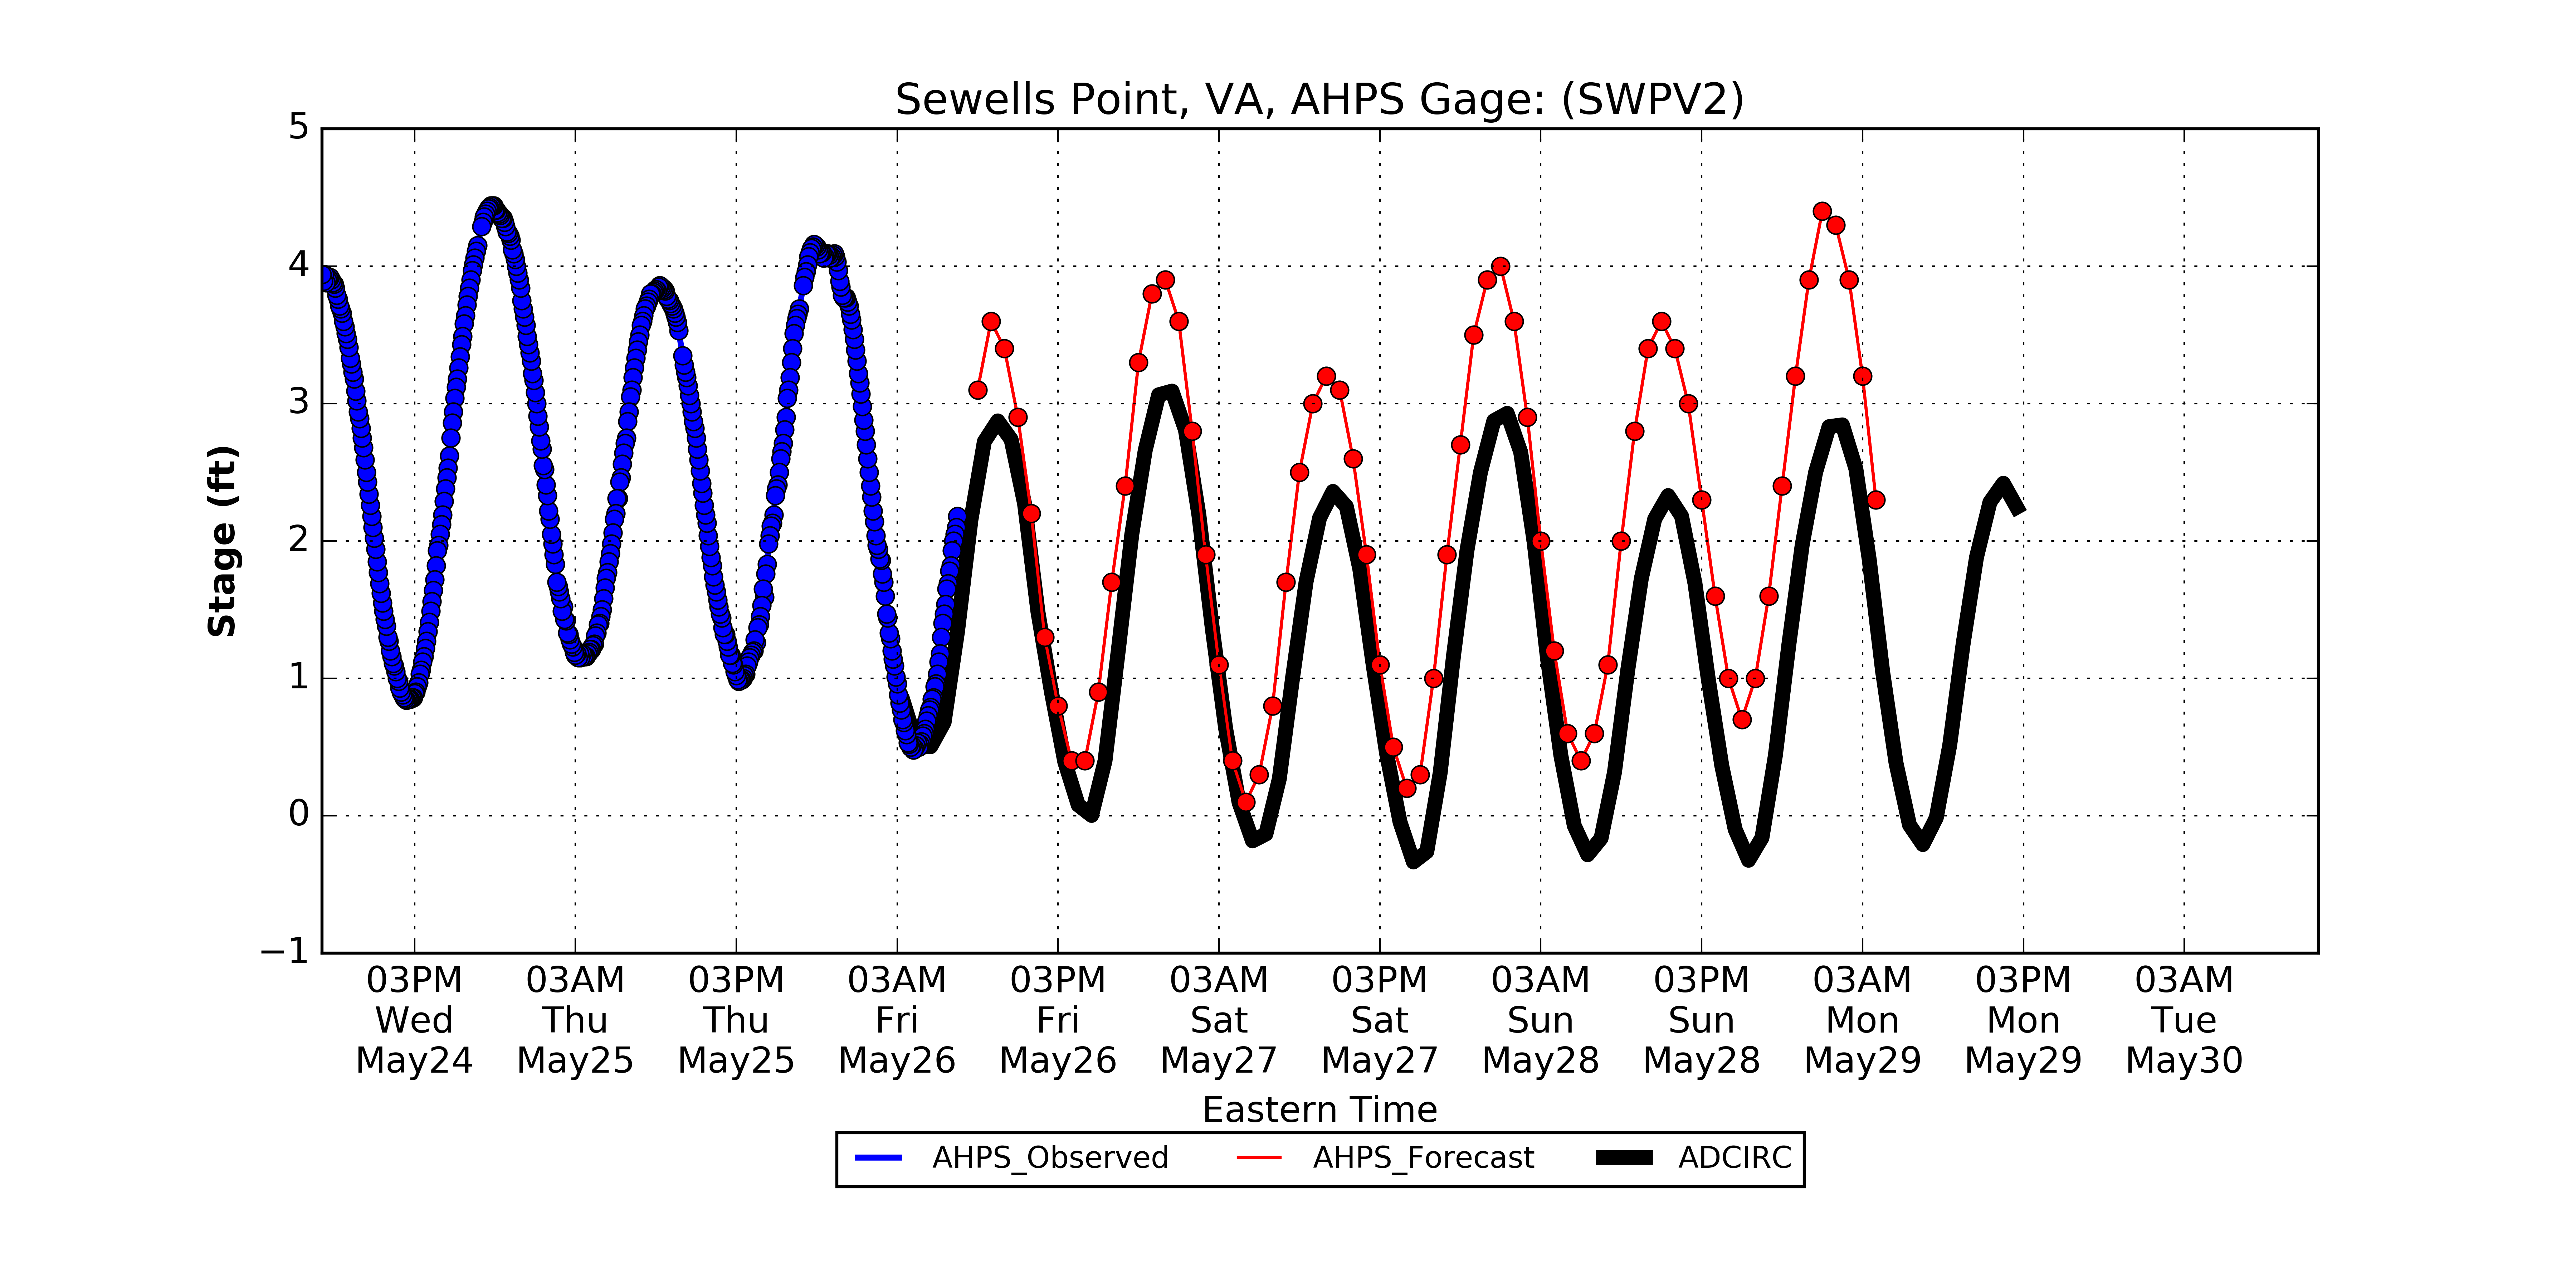 Sewells Point, VA, AHPS Gage: (SWPV2)
5
4
3
2
1
0
−1
Stage (ft)
03PM 03AM 03PM 03AM 03PM 03AM 03PM 03AM 03PM 03AM 03PM 03AM
Wed Thu Thu Fri Fri Sat Sat Sun Sun Mon Mon Tue
May24 May25 May25 May26 May26 May27 May27 May28 May28 May29 May29 May30
Eastern Time
AHPS_Observed AHPS_Forecast ADCIRC